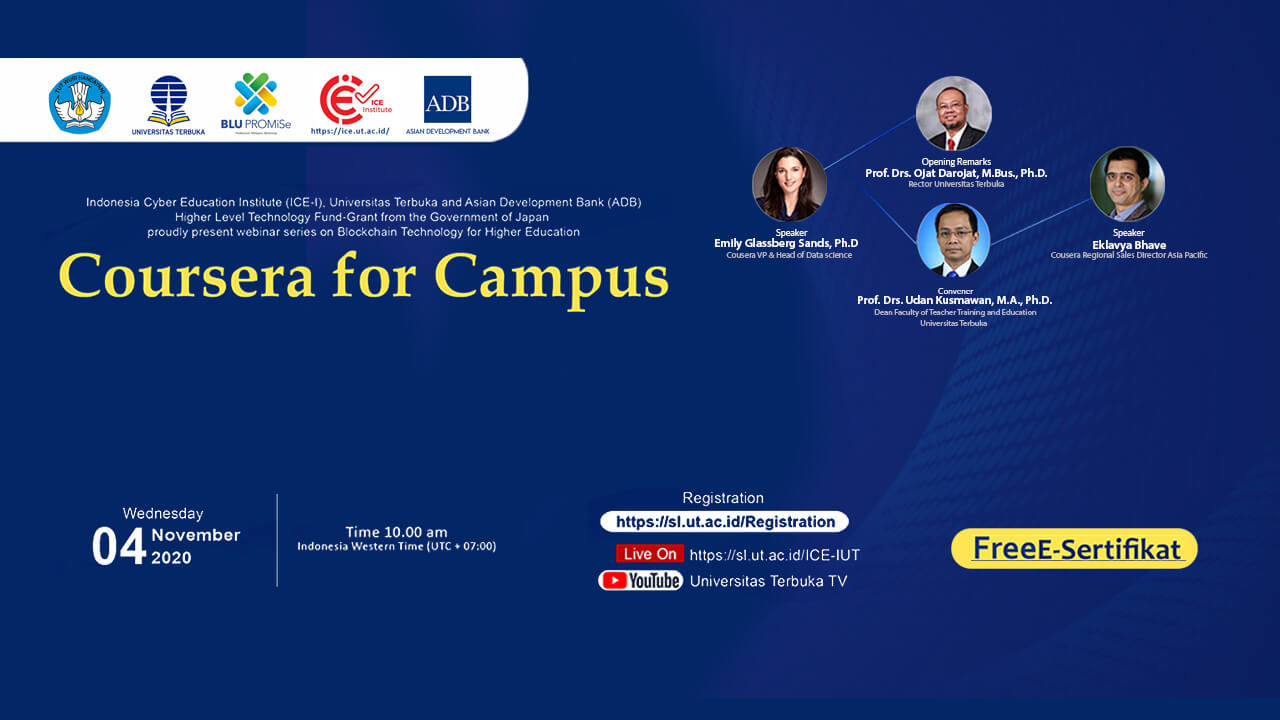 TUT WURI HANDAYANI
UNIVERSITAS TERBUKA
BLU PROMiSe
ICE
Institute
https://ice.ut.ac.id/
ADB
ASIAN DEVELOPMENT BANK
Indonesia Cyber Education Institute (ICE-I), Universitas Terbuka and Asian Development Bank (ADB)
Higher Level Technology Fund-Grant from the Government of Japan
proudly present webinar series on Blockchain Technology for Higher Education
Coursera for Campus
Opening Remarks
Prof. Drs. Ojat Darojat, M.Bus., Ph.D.
Rector Universitas Terbuka
Speaker
Emily Glassberg Sands, Ph.D
Cousera VP & Head of Data science
Speaker
Eklavya Bhave
Cousera Regional Sales Director Asia Pacific
Convener
Prof. Drs. Udan Kusmawan, M.A., Ph.D.
Dean Faculty of Teacher Training and Education
Universitas Terbuka
Wednesday
04 November
2020
Time 10.00 am
Indonesia Western Time (UTC + 07:00)
Registration
https://sl.ut.ac.id/Registration
Live On https://sl.ut.ac.id/ICE-IUT
YouTube Universitas Terbuka TV
FreeE-Sertifikat